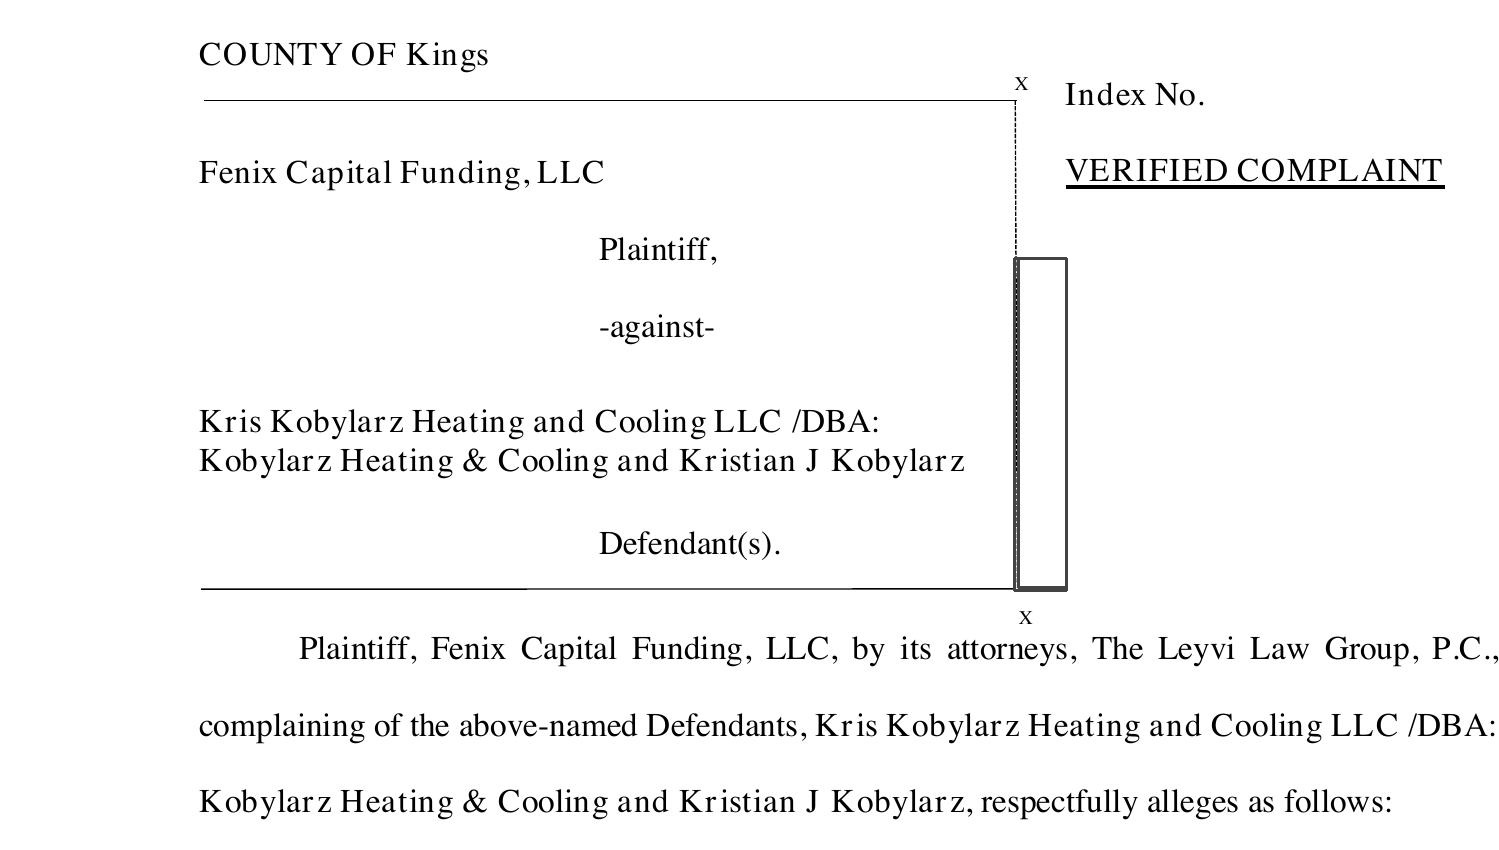 COUNTY OF Kings
x
Index No.
Fenix Capital Funding, LLC
VERIFIED COMPLAINT
Plaintiff,
-against-
Kris Kobylarz Heating and Cooling LLC /DBA:
Kobylarz Heating & Cooling and Kristian J Kobylarz
Defendant(s).
x
Plaintiff, Fenix Capital Funding, LLC, by its attorneys, The Leyvi Law Group, P.C.,
complaining of the above-named Defendants, Kris Kobylarz Heating and Cooling LLC /DBA:
Kobylarz Heating & Cooling and Kristian J Kobylarz, respectfully alleges as follows: